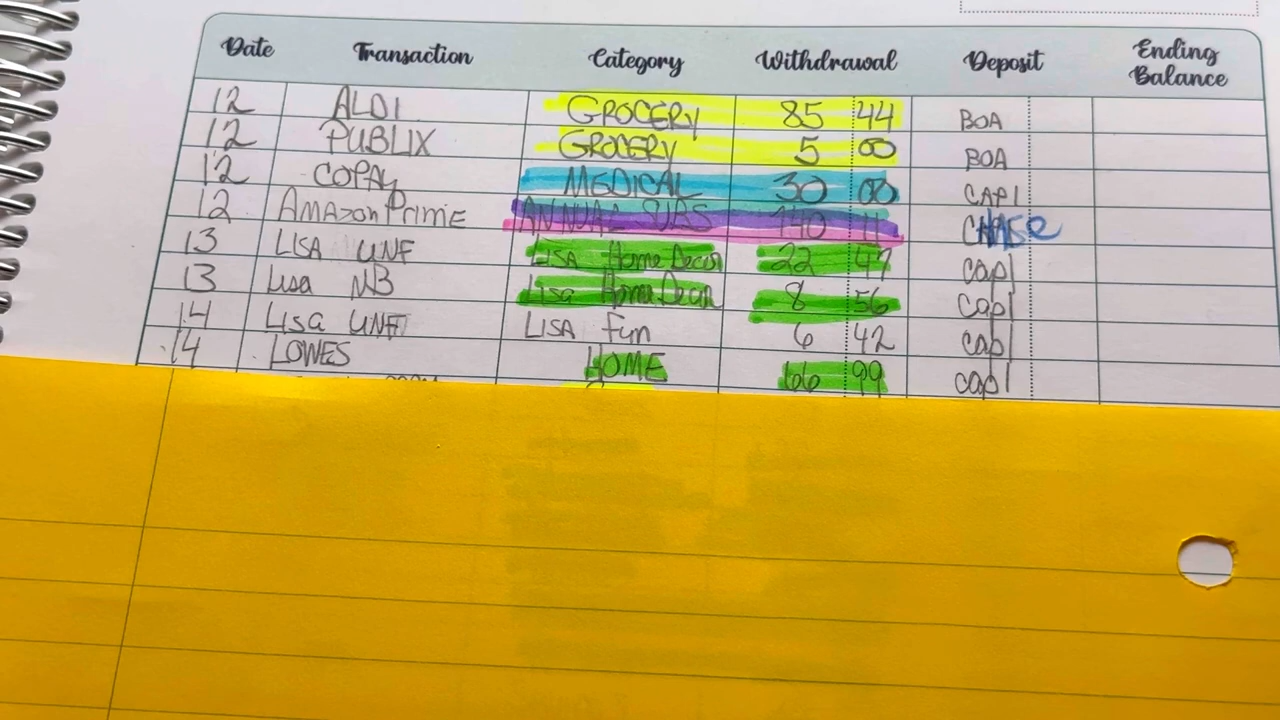 Date Transaction Category Withdrawal Deposit Ending Balance
12 ALDI GROCERY 85 44 BOA
12 PUBLIX GROCERY 5 00 BOA
12 COPAY MEDICAL 30 00 CAP1
12 AMAzon PRiME ANNUAL SUBS 140 11 CHASE
13 LISA UNF LISA Home Decor 22 47 cap1
13 Lisa NB Lisa Home Decor 8 56 cap1
14 LISa UNF LISA Fun 6 42 cap1
14 LOWES HOME 66 99 cap1